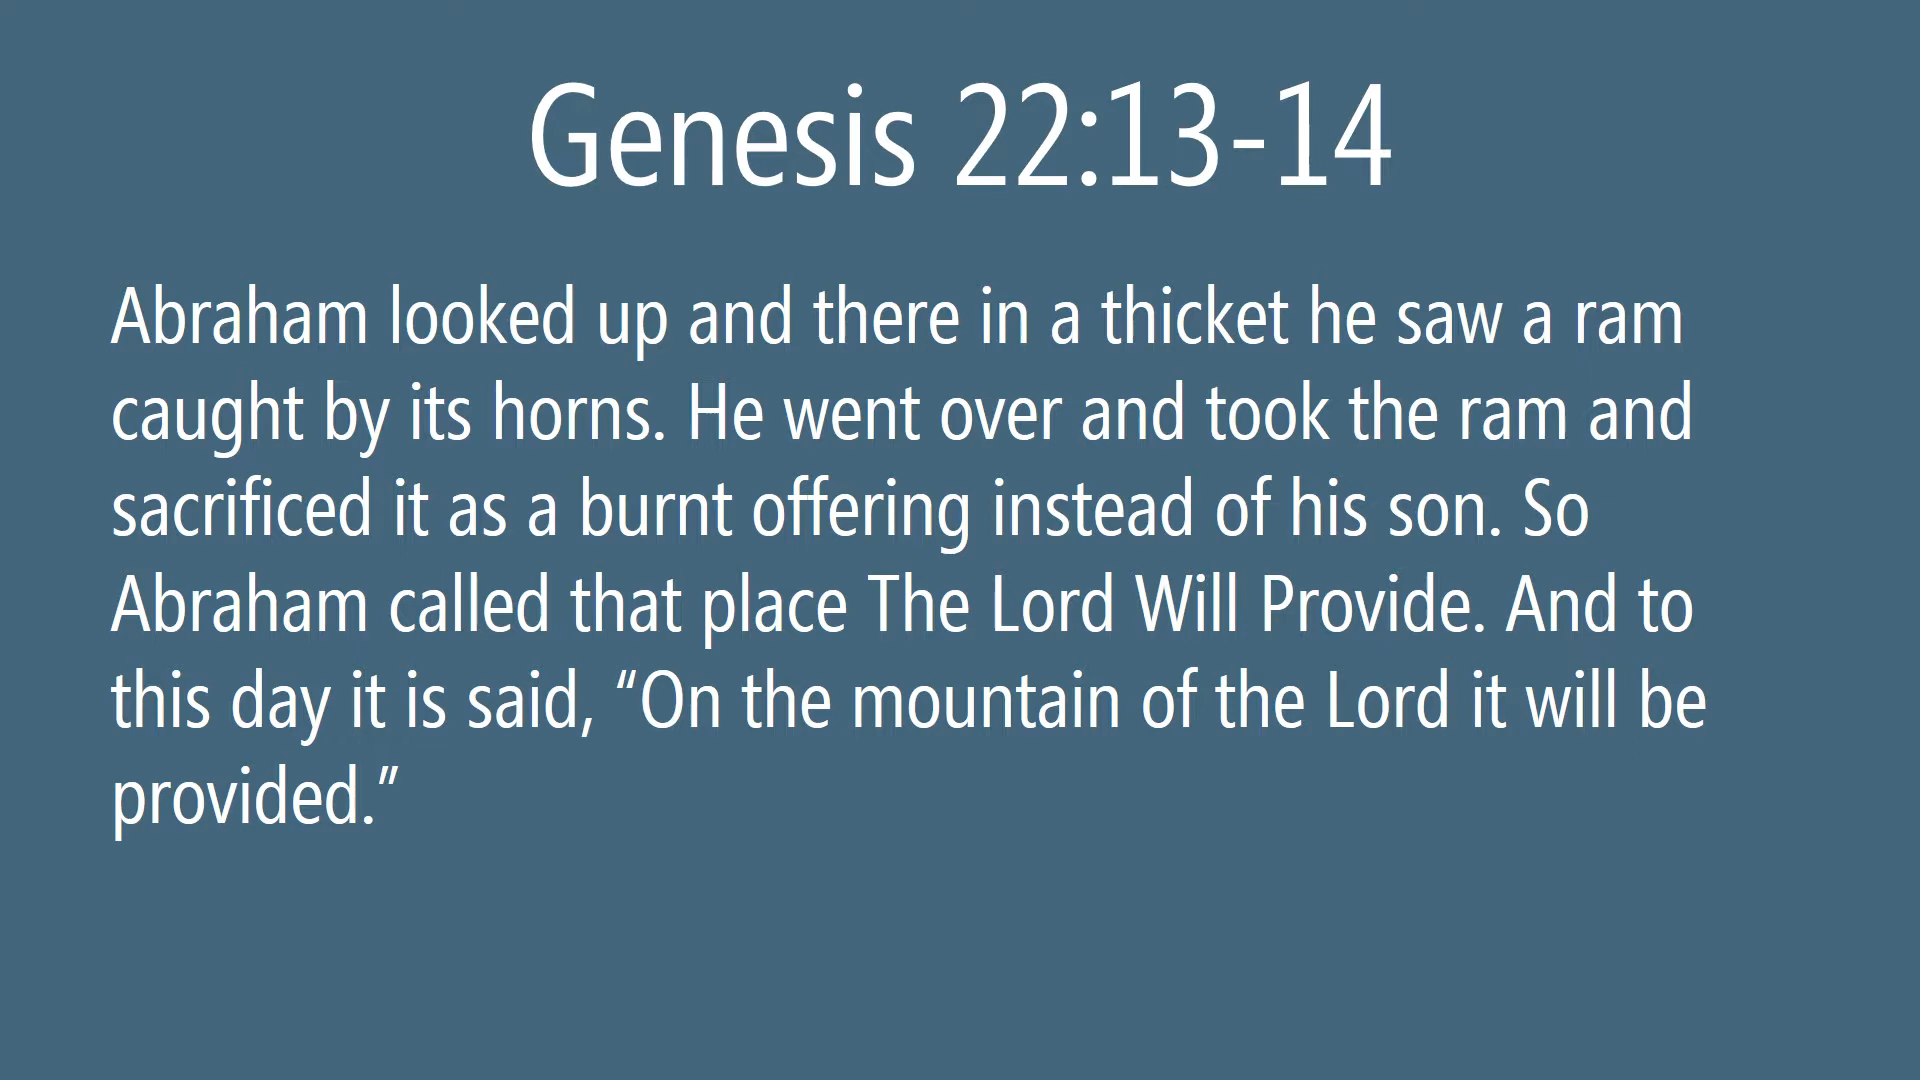 Genesis 22:13-14
Abraham looked up and there in a thicket he saw a ram
caught by its horns. He went over and took the ram and
sacrificed it as a burnt offering instead of his son. So
Abraham called that place The Lord Will Provide. And to
this day it is said, “On the mountain of the Lord it will be
provided.”